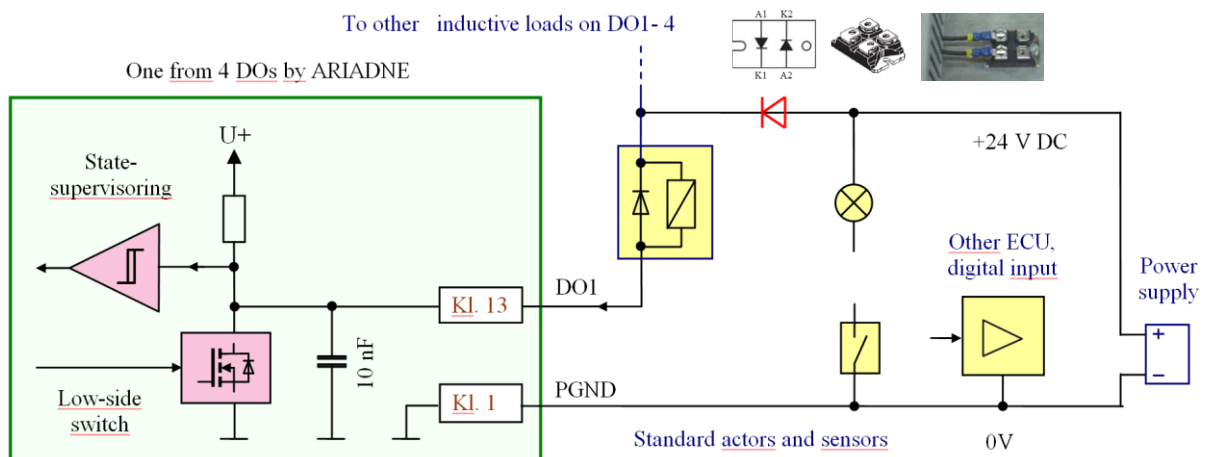 To other inductive loads on DO1- 4
A1 K2
K1 A2
One from 4 DOs by ARIADNE
U+
State-
supervisoring
+24 V DC
Other ECU,
digital input
Power
supply
Kl. 13
DO1
10 nF
+
−
Low-side
switch
Kl. 1
PGND
Standard actors and sensors
0V